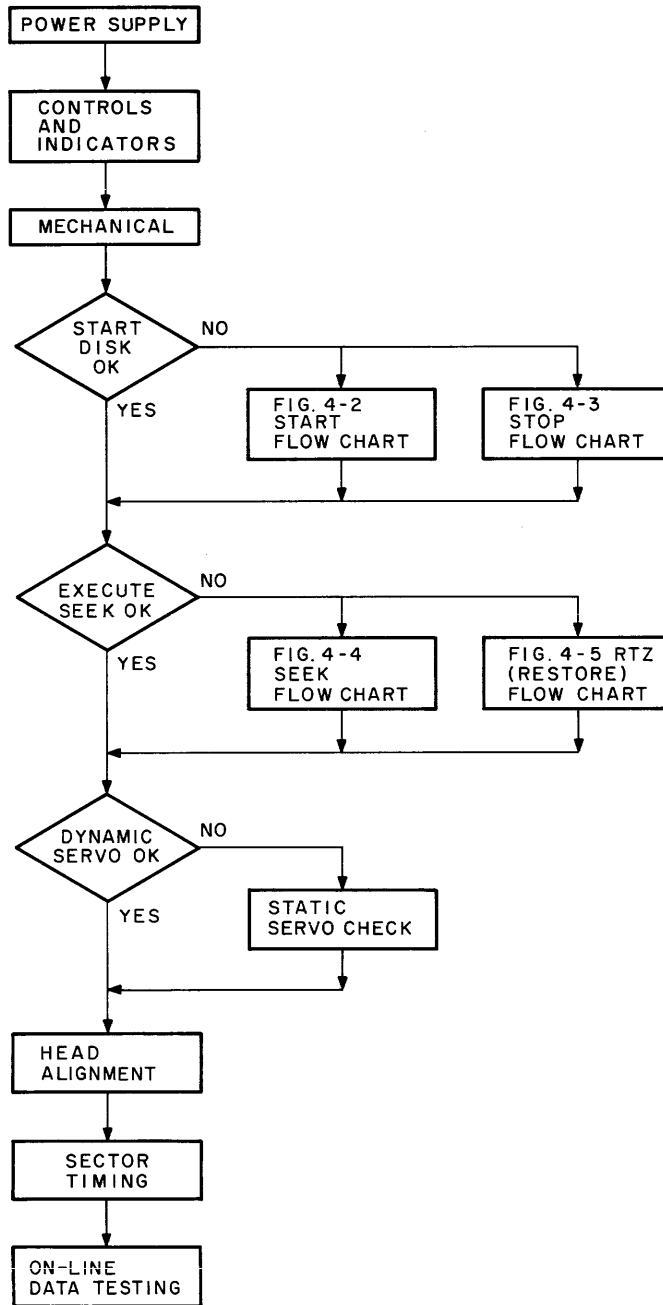 POWER SUPPLY
CONTROLS
AND
INDICATORS
MECHANICAL
START
DISK
OK
NO
YES
FIG. 4-2
START
FLOW CHART
FIG. 4-3
STOP
FLOW CHART
EXECUTE
SEEK OK
NO
YES
FIG. 4-4
SEEK
FLOW CHART
FIG. 4-5 RTZ
(RESTORE)
FLOW CHART
DYNAMIC
SERVO OK
NO
YES
STATIC
SERVO CHECK
HEAD
ALIGNMENT
SECTOR
TIMING
ON-LINE
DATA TESTING